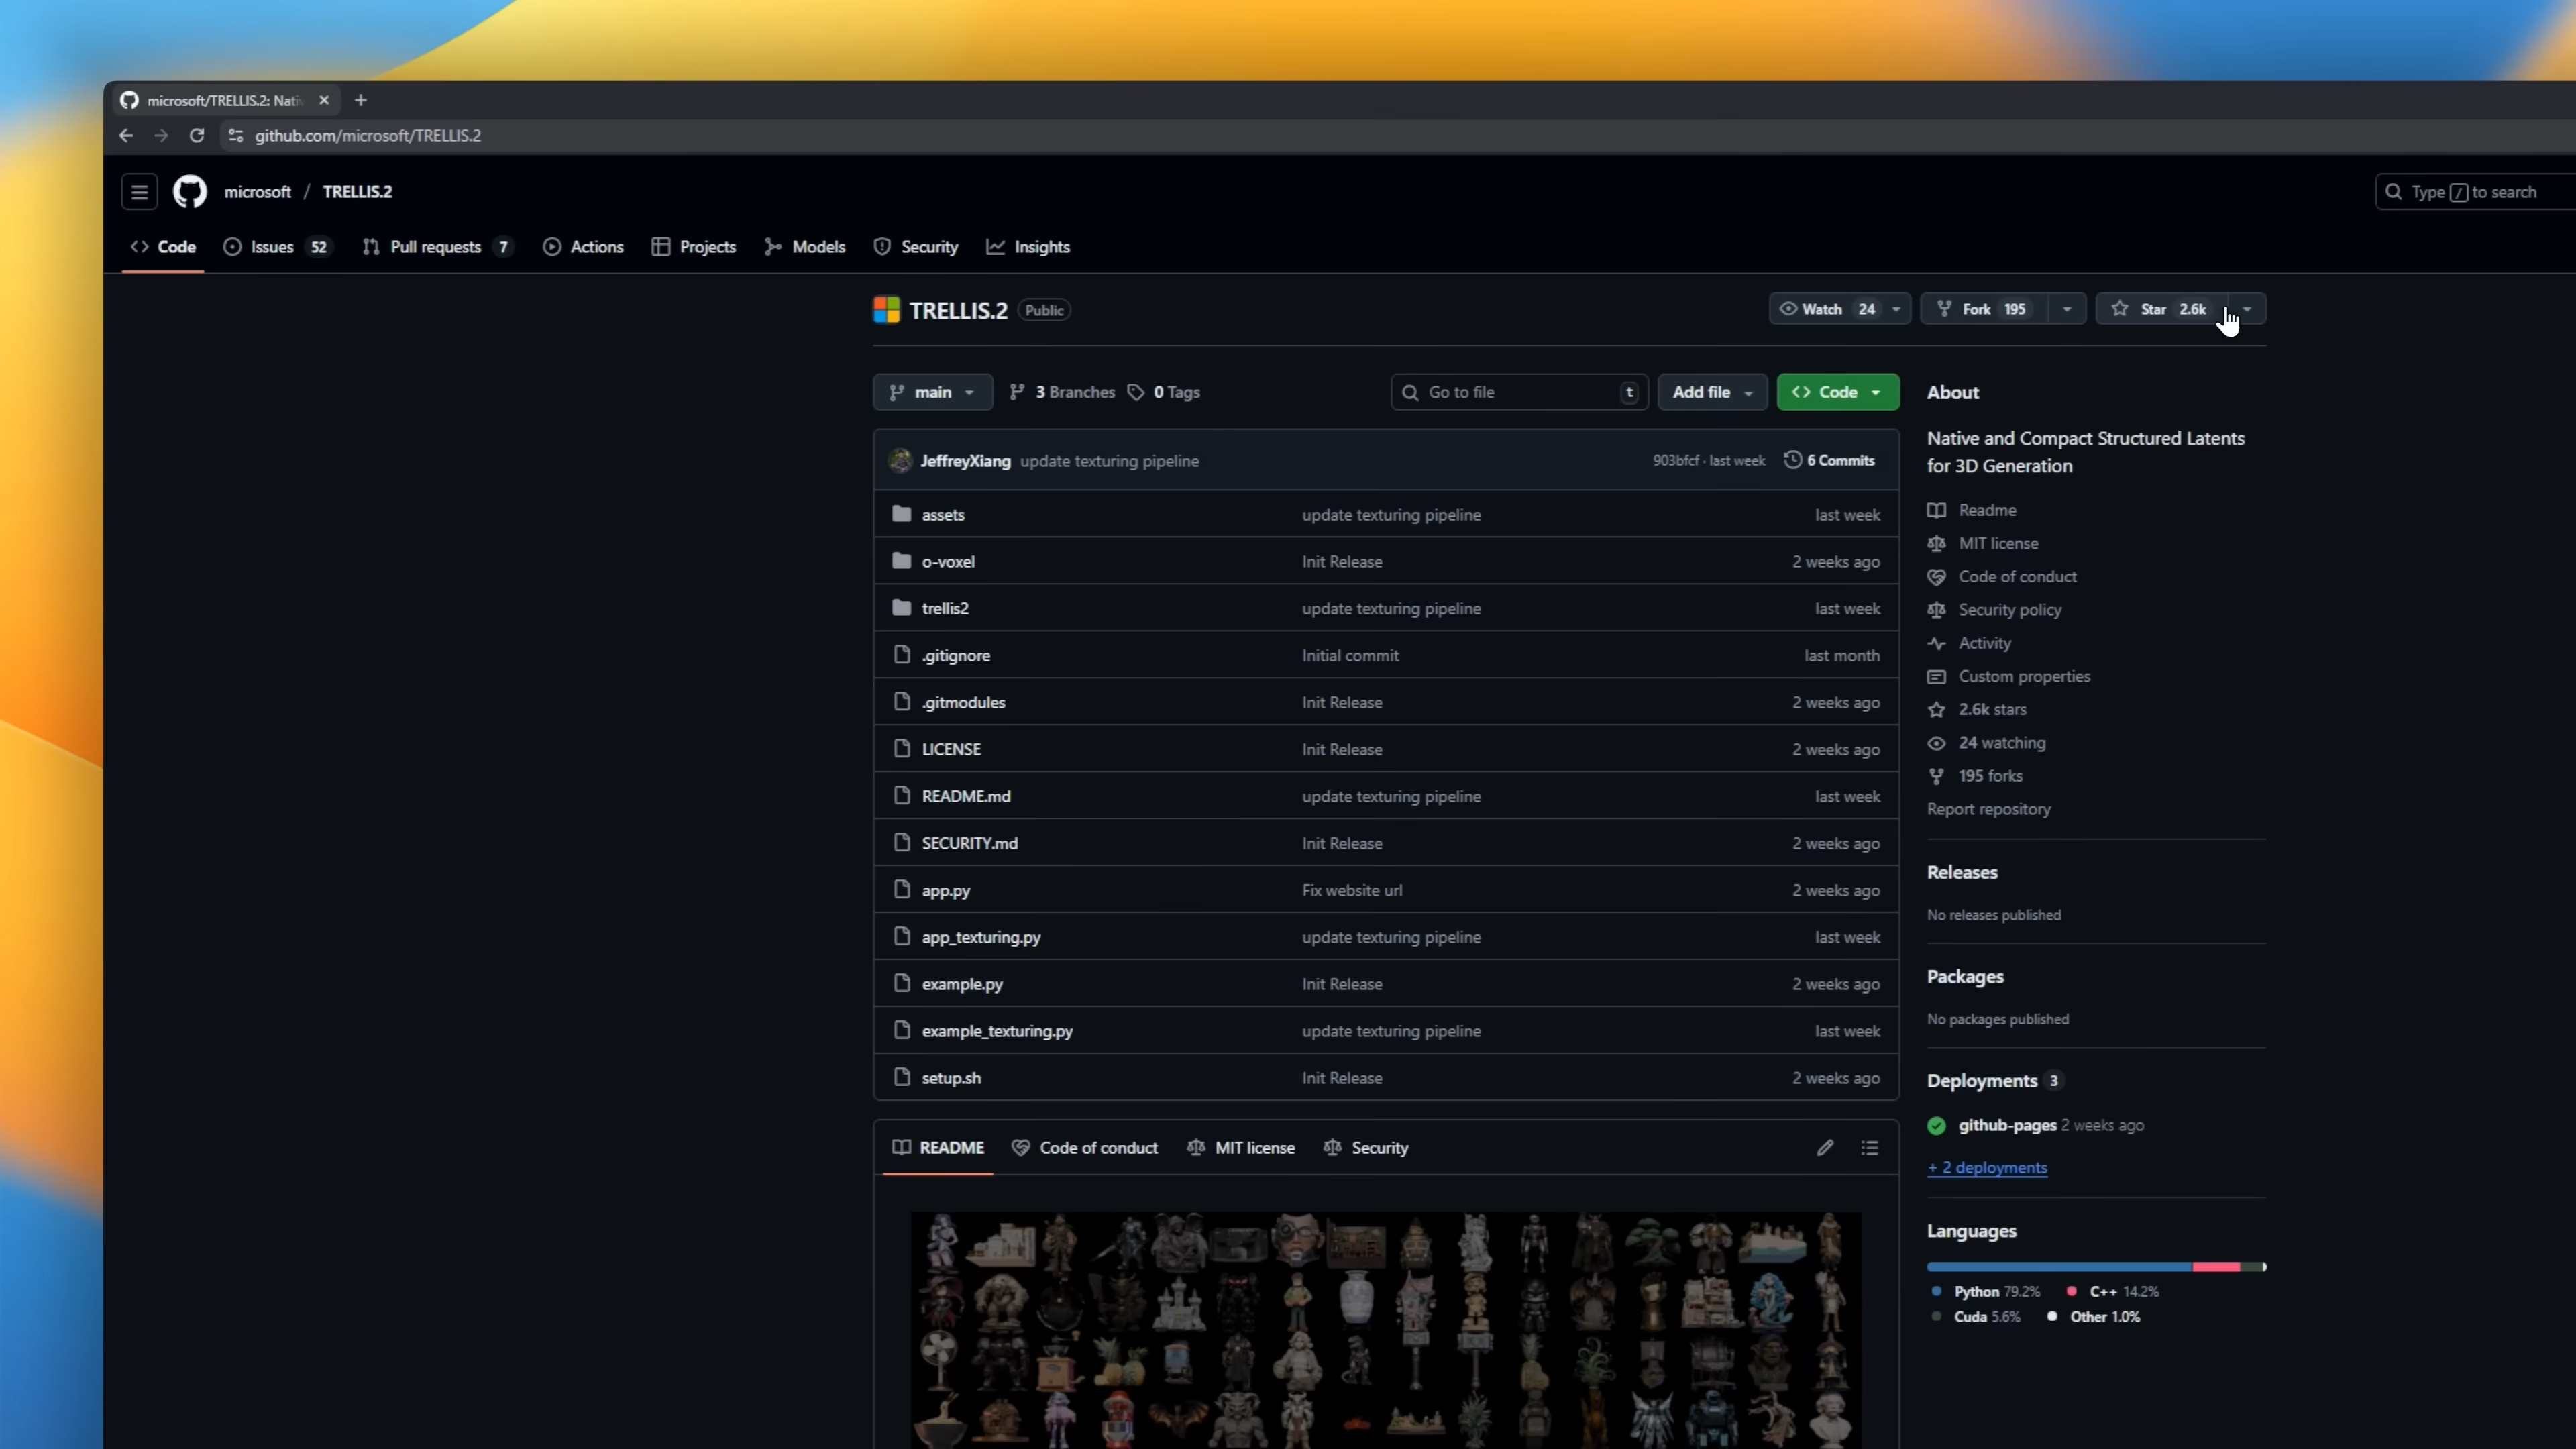 microsoft/TRELLIS.2: Nati
github.com/microsoft/TRELLIS.2
microsoft / TRELLIS.2
Type / to search
Code Issues 52 Pull requests 7 Actions Projects Models Security Insights
TRELLIS.2 Public
Watch 24 Fork 195 Star 2.6k
main 3 Branches 0 Tags Go to file t Add file Code
JeffreyXiang update texturing pipeline 903bfcf · last week 6 Commits
assets update texturing pipeline last week
o-voxel Init Release 2 weeks ago
trellis2 update texturing pipeline last week
.gitignore Initial commit last month
.gitmodules Init Release 2 weeks ago
LICENSE Init Release 2 weeks ago
README.md update texturing pipeline last week
SECURITY.md Init Release 2 weeks ago
app.py Fix website url 2 weeks ago
app_texturing.py update texturing pipeline last week
example.py Init Release 2 weeks ago
example_texturing.py update texturing pipeline last week
setup.sh Init Release 2 weeks ago
README Code of conduct MIT license Security
About
Native and Compact Structured Latents
for 3D Generation
Readme
MIT license
Code of conduct
Security policy
Activity
Custom properties
2.6k stars
24 watching
195 forks
Report repository
Releases
No releases published
Packages
No packages published
Deployments 3
github-pages 2 weeks ago
+ 2 deployments
Languages
Python 79.2% C++ 14.2%
Cuda 5.6% Other 1.0%